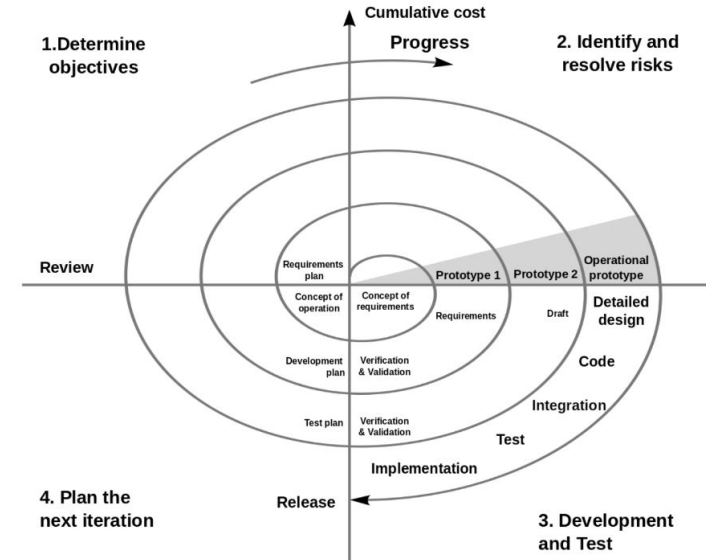 Cumulative cost
1.Determine
objectives
Progress
2. Identify and
resolve risks
Review
Requirements
plan
Prototype 1
Prototype 2
Operational
prototype
Concept of
operation
Concept of
requirements
Requirements
Draft
Detailed
design
Development
plan
Verification
& Validation
Code
Integration
Test plan
Verification
& Validation
Test
Implementation
Release
4. Plan the
next iteration
3. Development
and Test